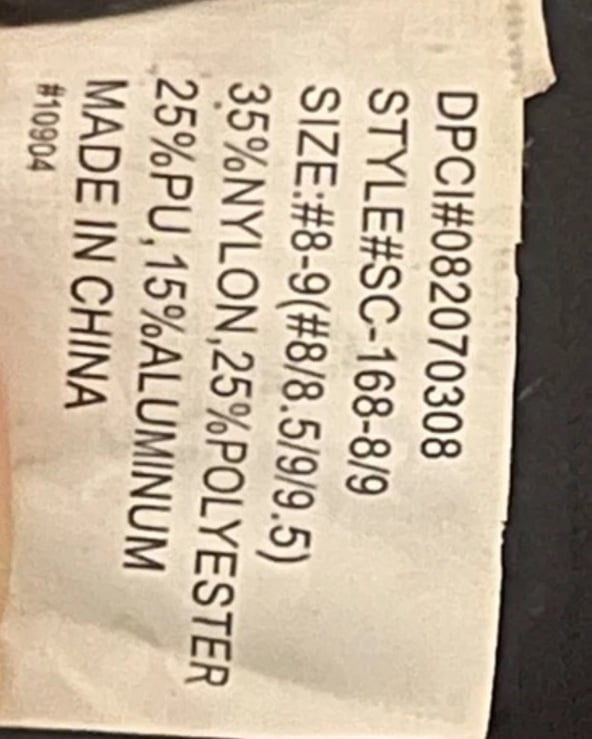 DPCI#082070308
STYLE#SC-168-8/9
SIZE:#8-9(#8/8.5/9/9.5)
35%NYLON,25%POLYESTER
25%PU,15%ALUMINUM
MADE IN CHINA
#10904